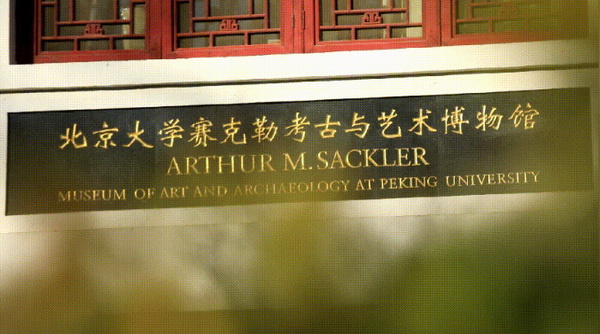 北京大学赛克勒考古与艺术博物馆
ARTHUR M. SACKLER
MUSEUM OF ART AND ARCHAEOLOGY AT PEKING UNIVERSITY